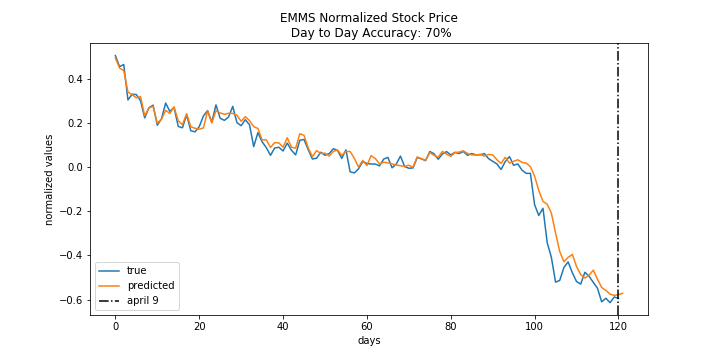 EMMS Normalized Stock Price
Day to Day Accuracy: 70%
normalized values
0.4
0.2
0.0
−0.2
−0.4
−0.6
true
predicted
april 9
0
20
40
60
80
100
120
days